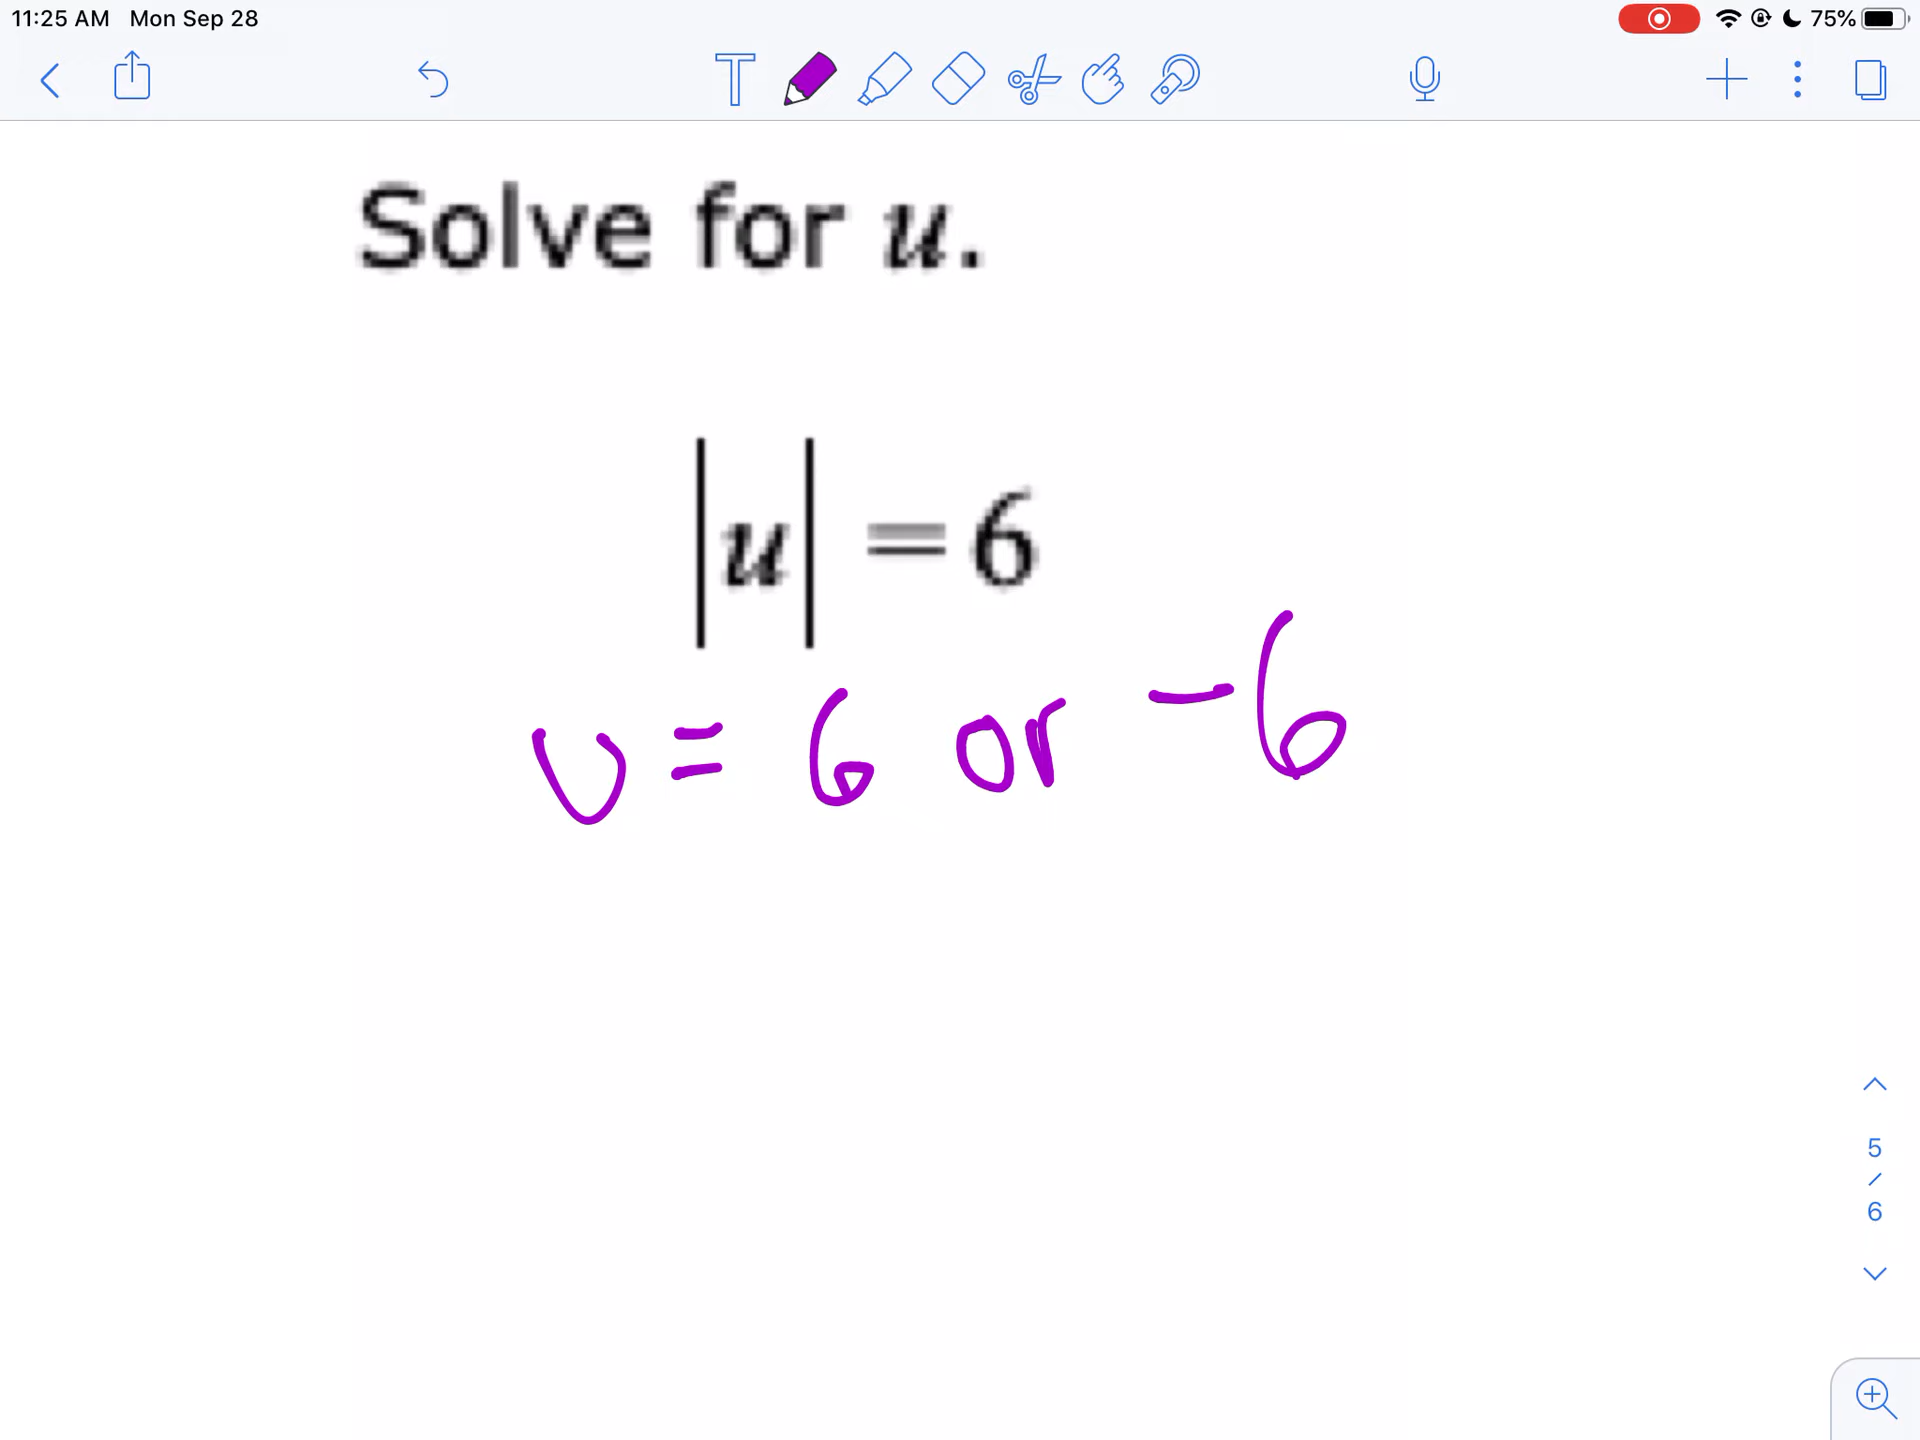 11:25 AM Mon Sep 28 75%
T
Solve for u.
|u| = 6
u = 6 or -6
5
/
6